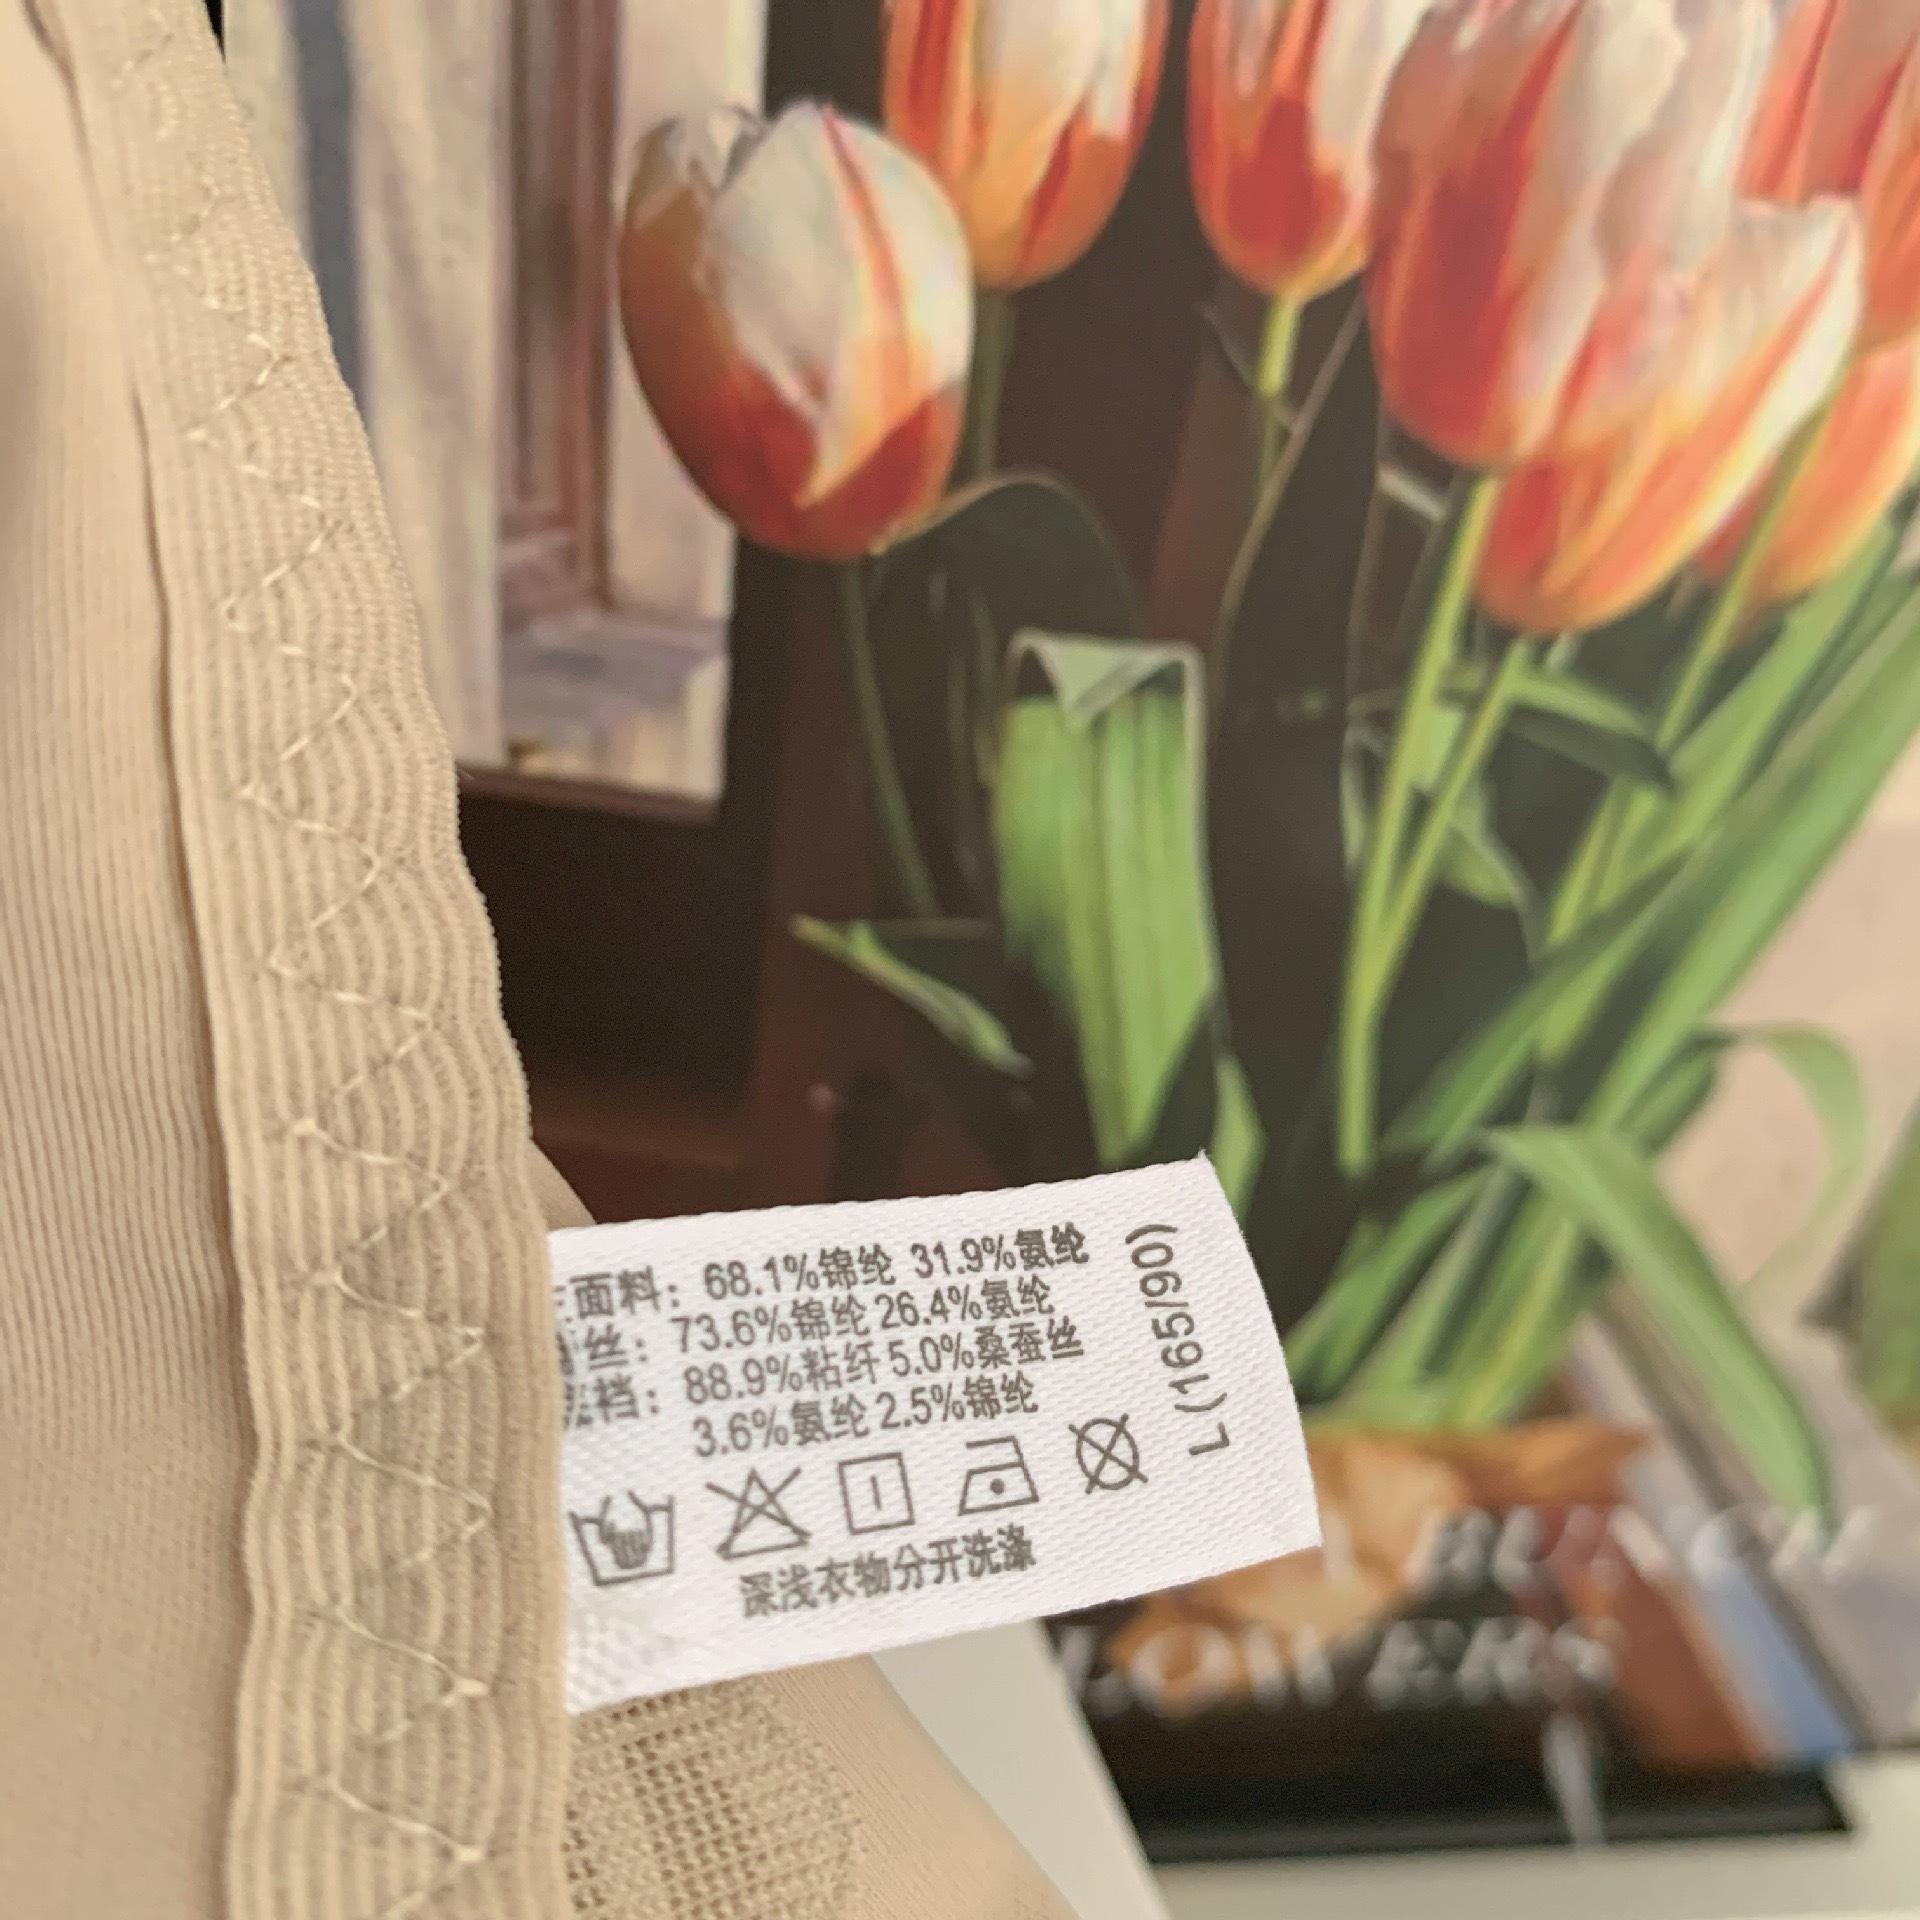 面料：68.1%锦纶 31.9%氨纶
丝：73.6%锦纶 26.4%氨纶
裆：88.9%粘纤 5.0%桑蚕丝
3.6%氨纶 2.5%锦纶
深浅衣物分开洗涤
L (165/90)
LOWERS